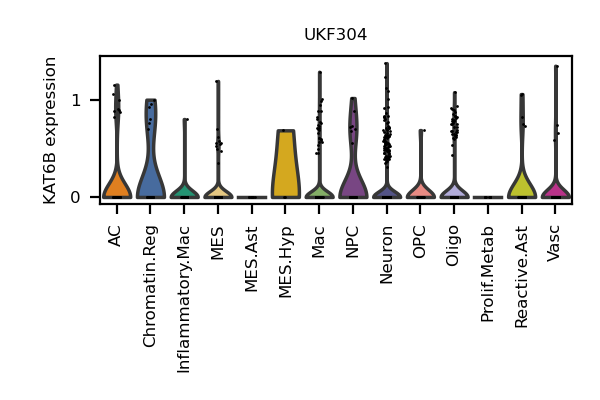 UKF304
KAT6B expression
1
0
AC
Chromatin.Reg
Inflammatory.Mac
MES
MES.Ast
MES.Hyp
Mac
NPC
Neuron
OPC
Oligo
Prolif.Metab
Reactive.Ast
Vasc